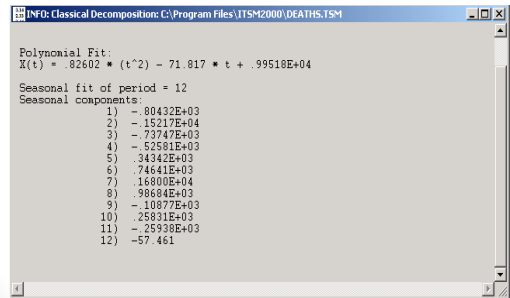 INFO: Classical Decomposition: C:\Program Files\ITSM2000\DEATHS.TSM
Polynomial Fit:
X(t) = .82602 * (t^2) - 71.817 * t + .99518E+04
Seasonal fit of period = 12
Seasonal components:
1) -.80432E+03
2) -.15217E+04
3) -.73747E+03
4) -.52581E+03
5) .34342E+03
6) .74641E+03
7) .16800E+04
8) .98684E+03
9) -.10877E+03
10) .25831E+03
11) -.25938E+03
12) -57.461